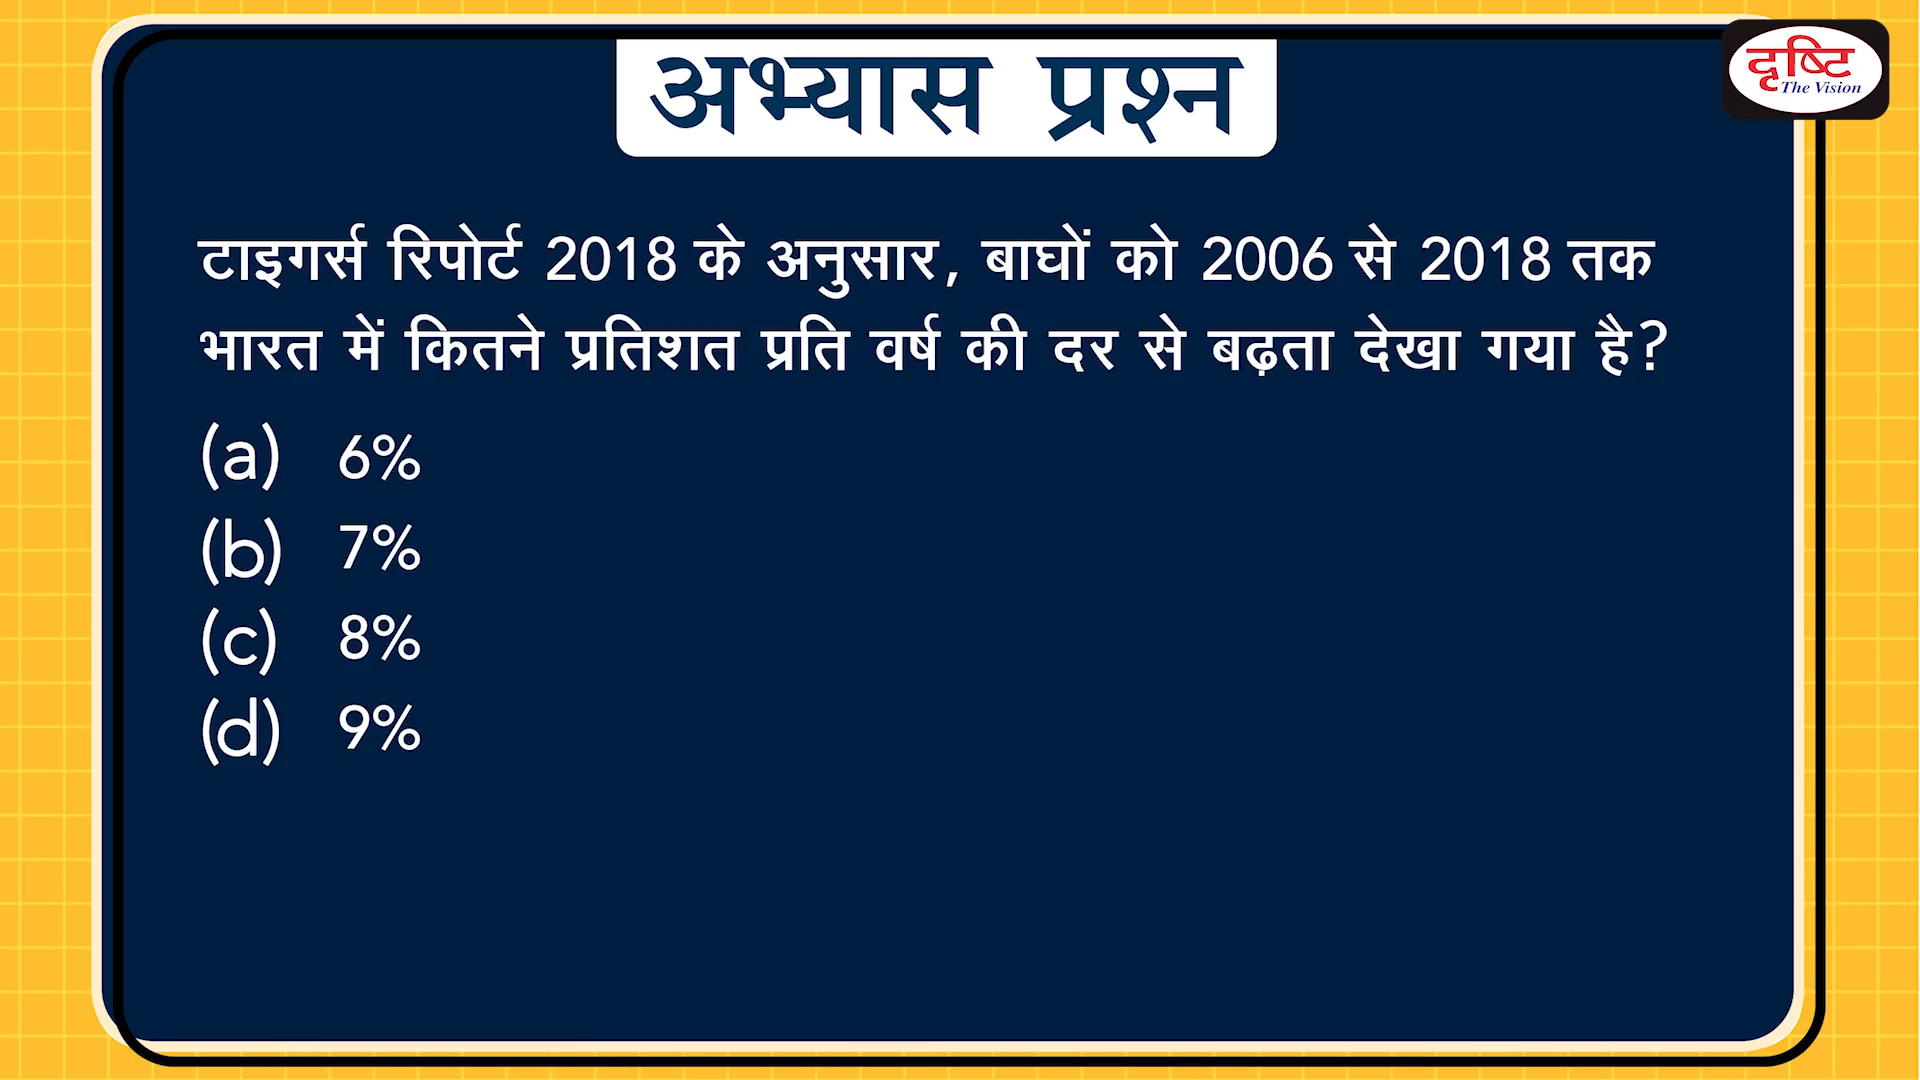 अभ्यास प्रश्न
दृष्टि
The Vision
टाइगर्स रिपोर्ट 2018 के अनुसार, बाघों को 2006 से 2018 तक
भारत में कितने प्रतिशत प्रति वर्ष की दर से बढ़ता देखा गया है?
(a) 6%
(b) 7%
(c) 8%
(d) 9%